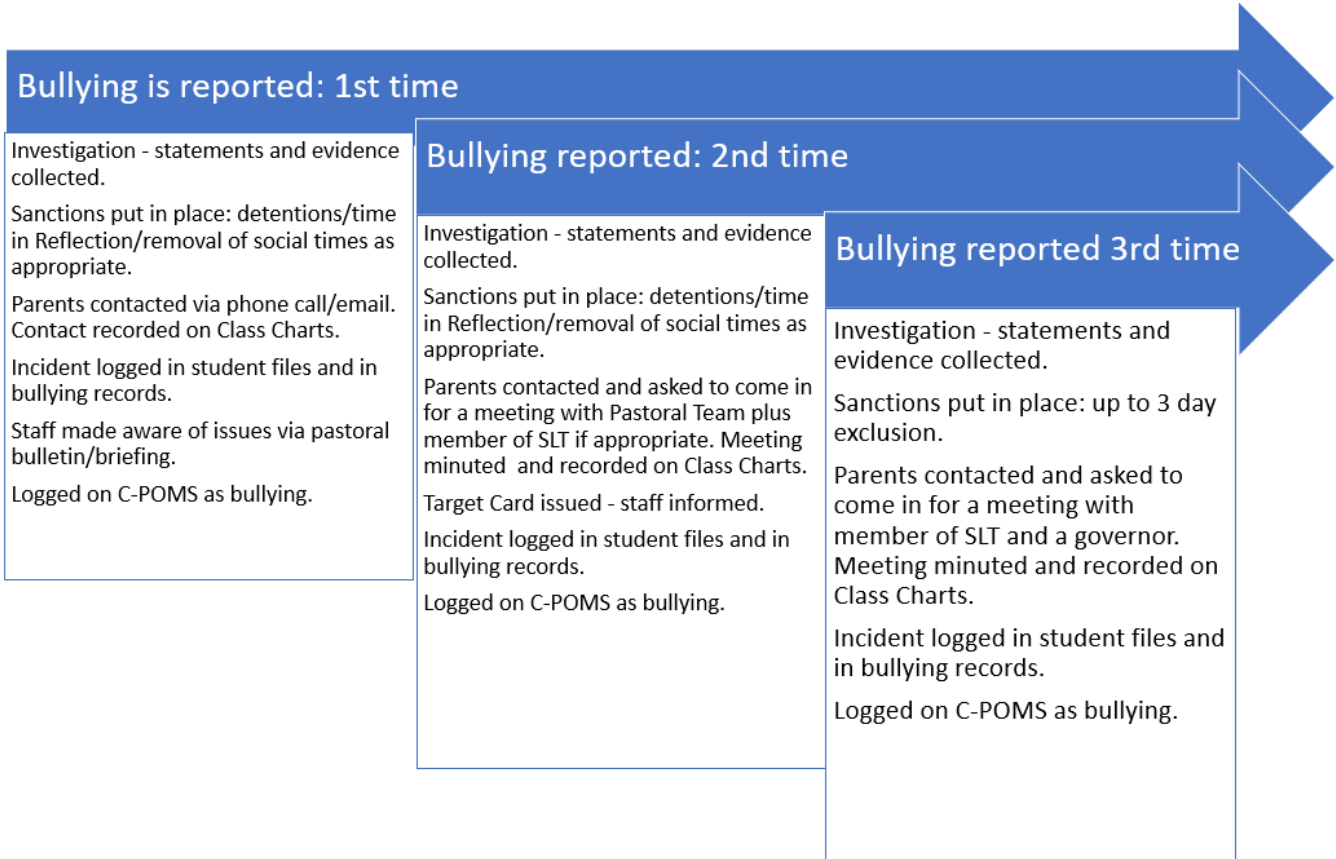 Bullying is reported: 1st time
Investigation - statements and evidence
collected.
Sanctions put in place: detentions/time
in Reflection/removal of social times as
appropriate.
Parents contacted via phone call/email.
Contact recorded on Class Charts.
Incident logged in student files and in
bullying records.
Staff made aware of issues via pastoral
bulletin/briefing.
Logged on C-POMS as bullying.
Bullying reported: 2nd time
Investigation - statements and evidence
collected.
Sanctions put in place: detentions/time
in Reflection/removal of social times as
appropriate.
Parents contacted and asked to come in
for a meeting with Pastoral Team plus
member of SLT if appropriate. Meeting
minuted and recorded on Class Charts.
Target Card issued - staff informed.
Incident logged in student files and in
bullying records.
Logged on C-POMS as bullying.
Bullying reported 3rd time
Investigation - statements and
evidence collected.
Sanctions put in place: up to 3 day
exclusion.
Parents contacted and asked to
come in for a meeting with
member of SLT and a governor.
Meeting minuted and recorded on
Class Charts.
Incident logged in student files and
in bullying records.
Logged on C-POMS as bullying.